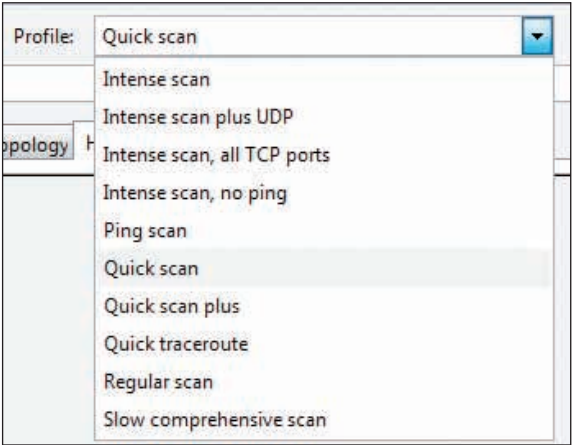 Profile: Quick scan
Intense scan
Intense scan plus UDP
opology H
Intense scan, all TCP ports
Intense scan, no ping
Ping scan
Quick scan
Quick scan plus
Quick traceroute
Regular scan
Slow comprehensive scan